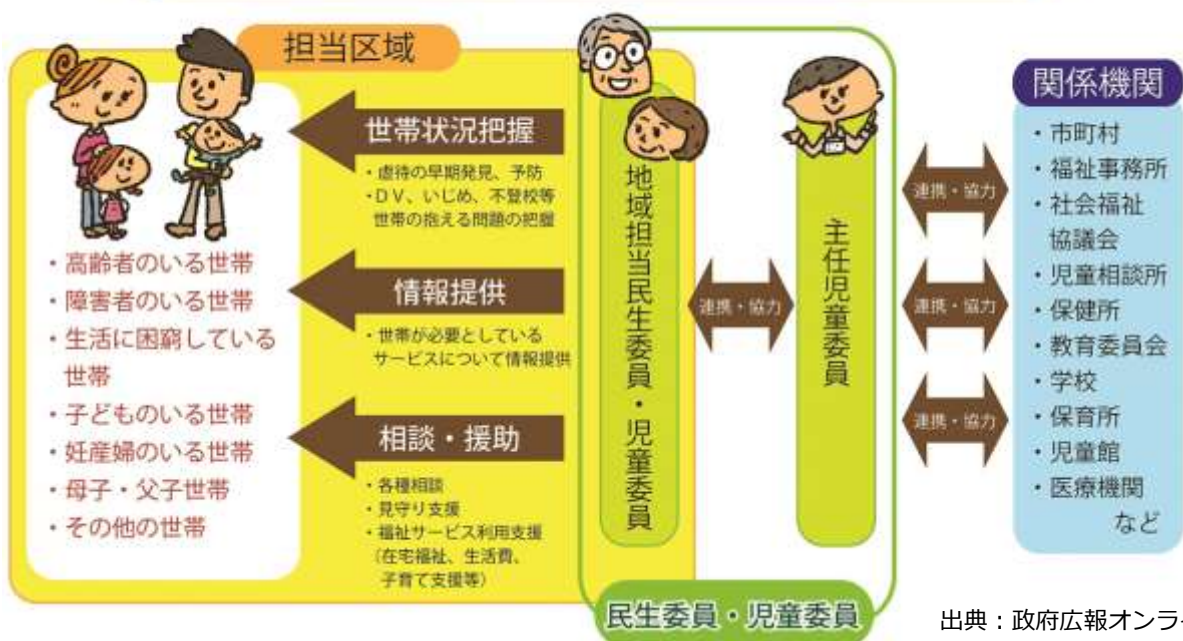 担当区域
・高齢者のいる世帯
・障害者のいる世帯
・生活に困窮している
世帯
・子どものいる世帯
・妊産婦のいる世帯
・母子・父子世帯
・その他の世帯
世帯状況把握
・虐待の早期発見、予防
・DV、いじめ、不登校等
世帯の抱える問題の把握
情報提供
・世帯が必要としている
サービスについて情報提供
相談・援助
・各種相談
・見守り支援
・福祉サービス利用支援
(在宅福祉、生活費、
子育て支援等)
地域担当民生委員・児童委員
連携・協力
主任児童委員
民生委員・児童委員
連携・協力
連携・協力
連携・協力
関係機関
・市町村
・福祉事務所
・社会福祉
協議会
・児童相談所
・保健所
・教育委員会
・学校
・保育所
・児童館
・医療機関
など
出典:政府広報オンライ